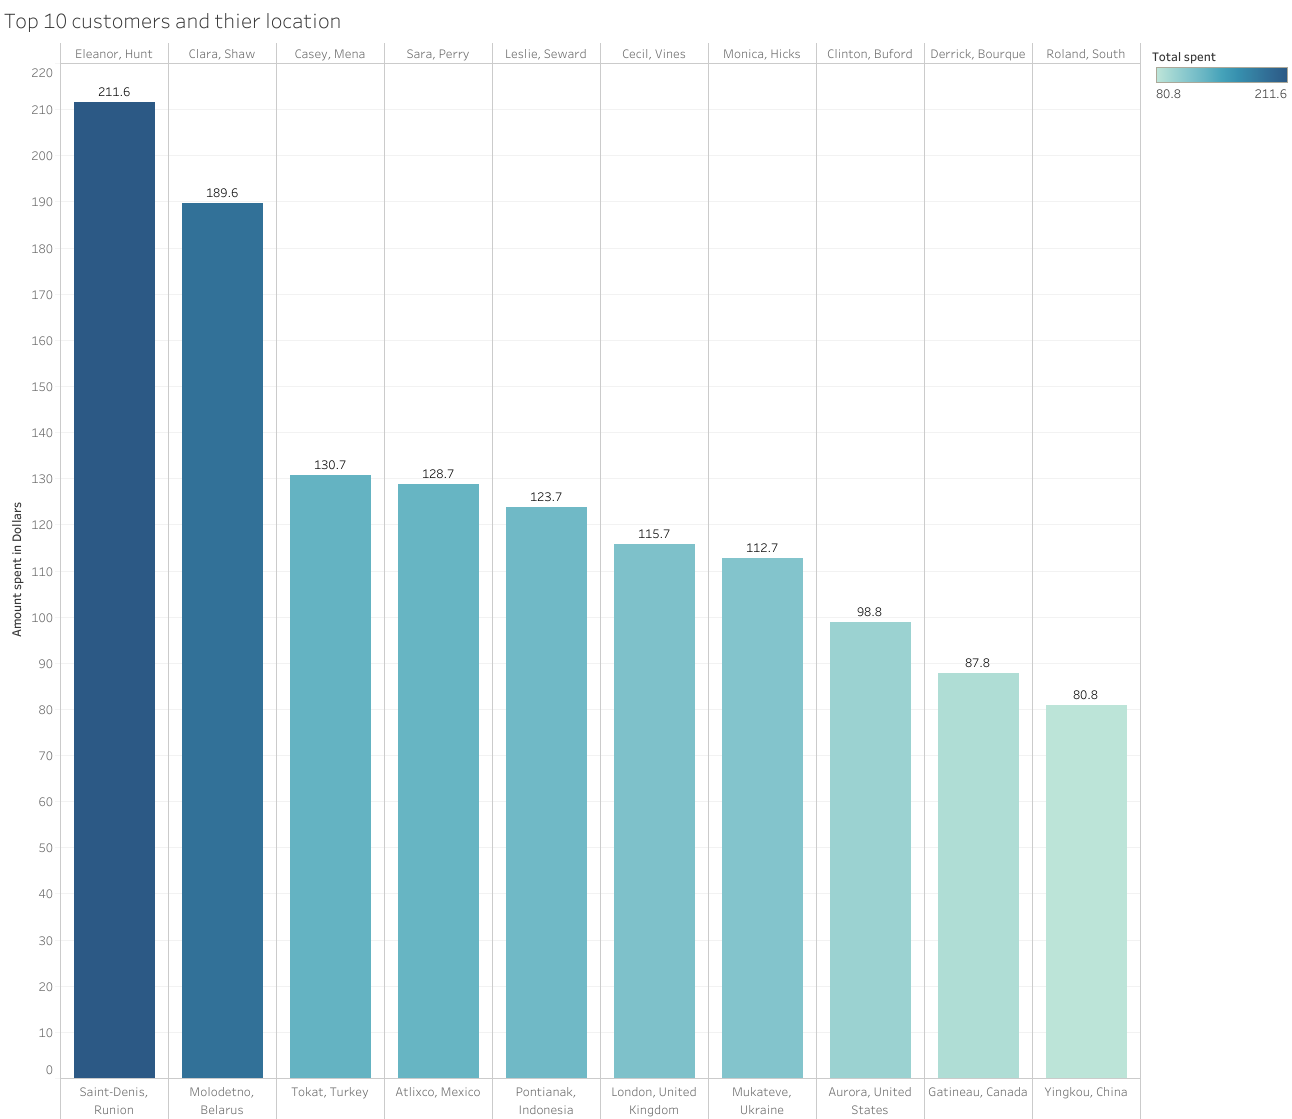 Top 10 customers and thier location
Eleanor, Hunt
Clara, Shaw
Casey, Mena
Sara, Perry
Leslie, Seward
Cecil, Vines
Monica, Hicks
Clinton, Buford
Derrick, Bourque
Roland, South
Total spent
80.8
211.6
220
210
200
190
180
170
160
150
140
130
120
110
100
90
80
70
60
50
40
30
20
10
0
Amount spent in Dollars
211.6
189.6
130.7
128.7
123.7
115.7
112.7
98.8
87.8
80.8
Saint-Denis,
Runion
Molodetno,
Belarus
Tokat, Turkey
Atlixco, Mexico
Pontianak,
Indonesia
London, United
Kingdom
Mukateve,
Ukraine
Aurora, United
States
Gatineau, Canada
Yingkou, China